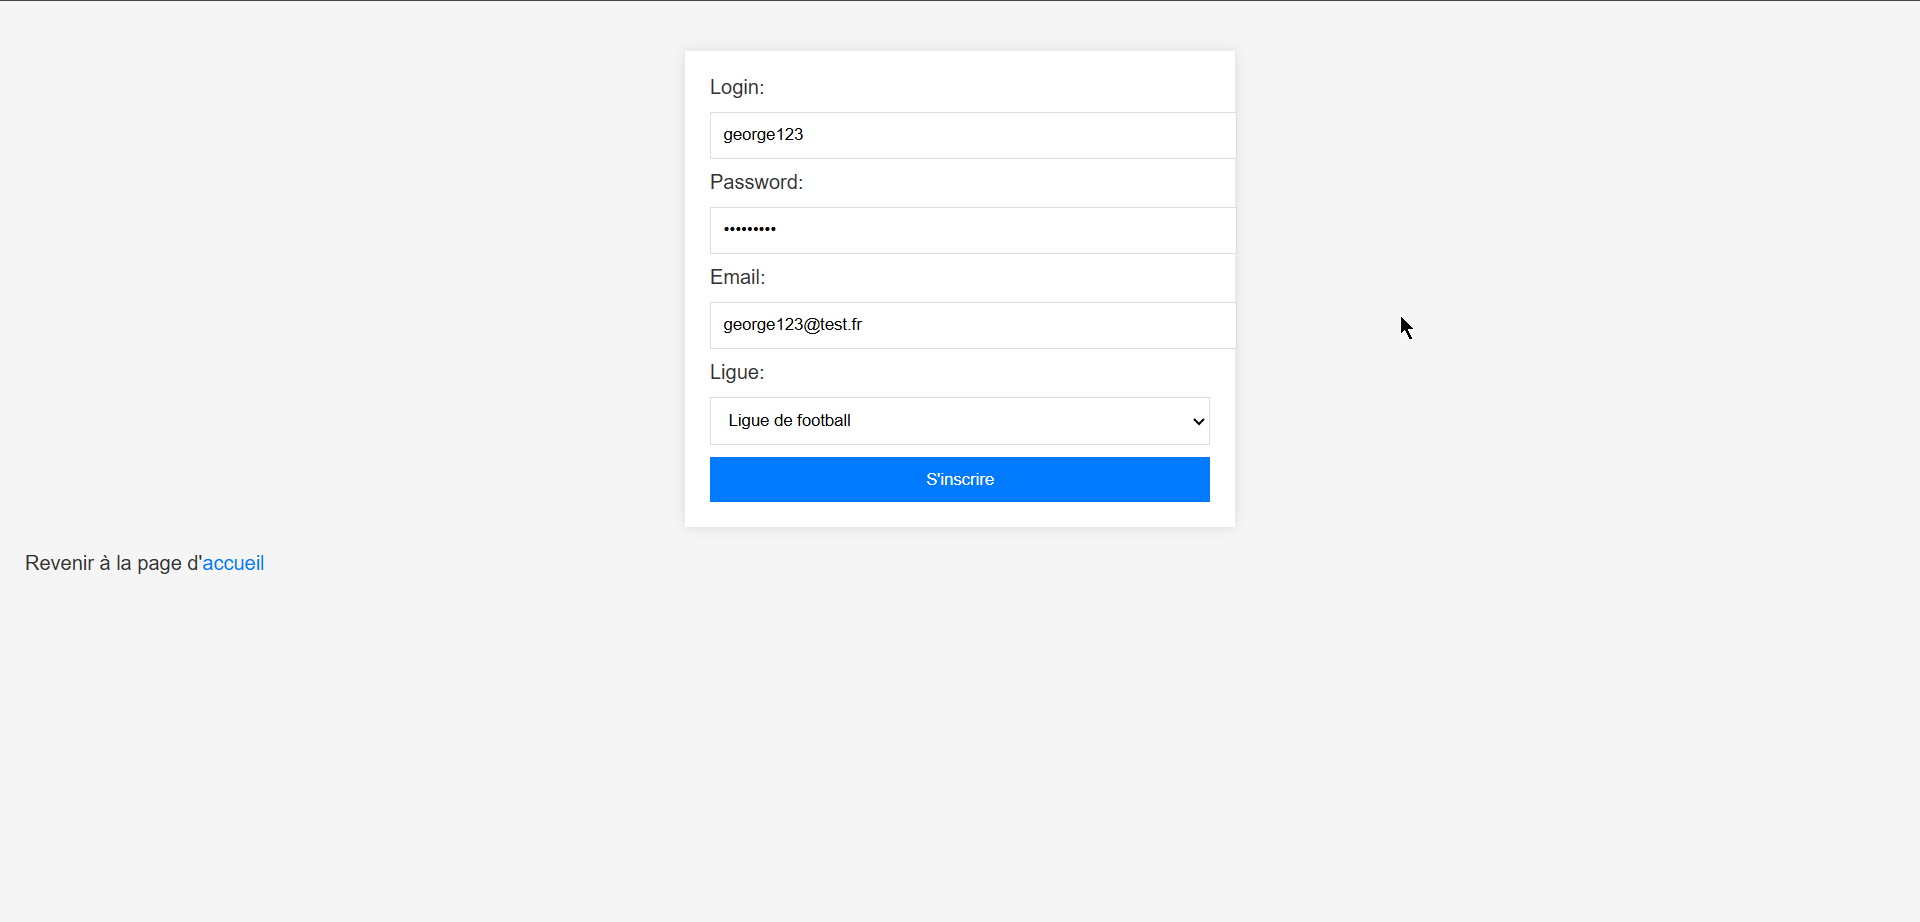 Login:
george123
Password:
•••••••••
Email:
george123@test.fr
Ligue:
Ligue de football
S'inscrire
Revenir à la page d'accueil